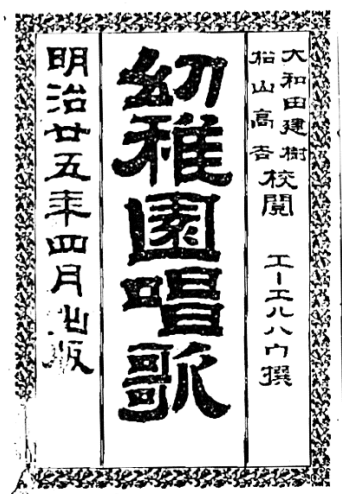 大和田建樹
松山高吉
校閲 エーエルハウ撰
幼稚園唱歌
明治廿五年四月出版